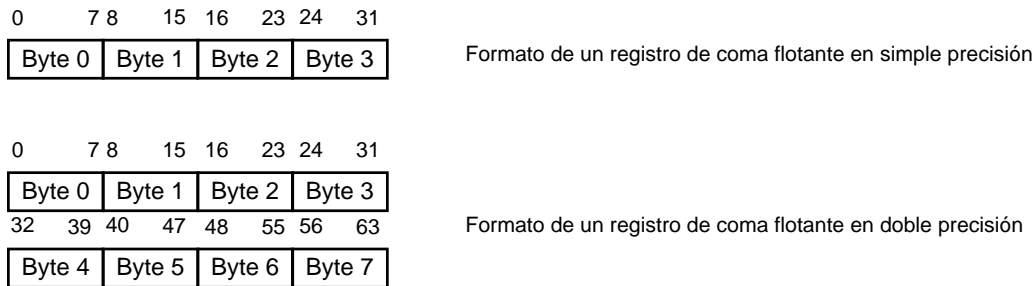 0 7 8 15 16 23 24 31
Byte 0 Byte 1 Byte 2 Byte 3
Formato de un registro de coma flotante en simple precisión
0 7 8 15 16 23 24 31
Byte 0 Byte 1 Byte 2 Byte 3
32 39 40 47 48 55 56 63
Formato de un registro de coma flotante en doble precisión
Byte 4 Byte 5 Byte 6 Byte 7